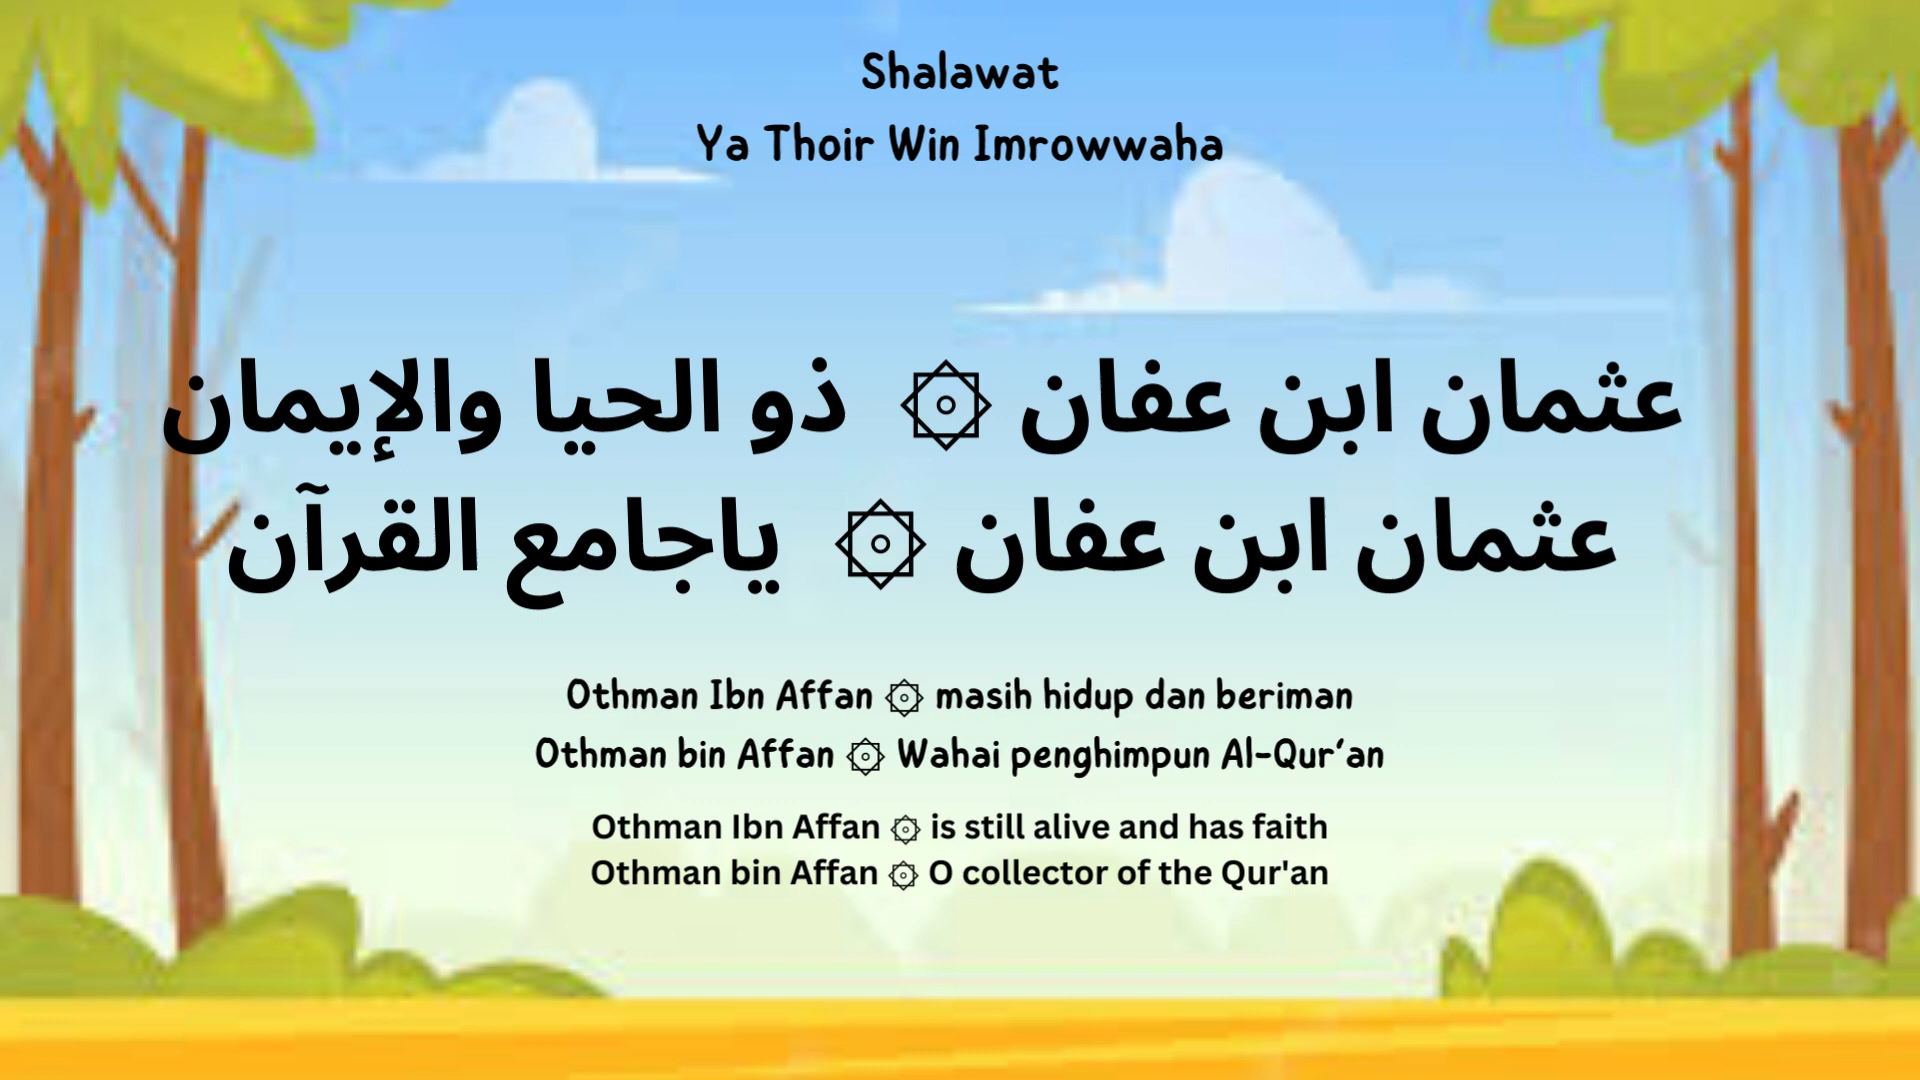 Shalawat
Ya Thoir Win Imrowwaha
عثمان ابن عفان ۞ ذو الحيا والإيمان
عثمان ابن عفان ۞ ياجامع القرآن
Othman Ibn Affan ۞ masih hidup dan beriman
Othman bin Affan ۞ Wahai penghimpun Al-Qur’an
Othman Ibn Affan ۞ is still alive and has faith
Othman bin Affan ۞ O collector of the Qur'an